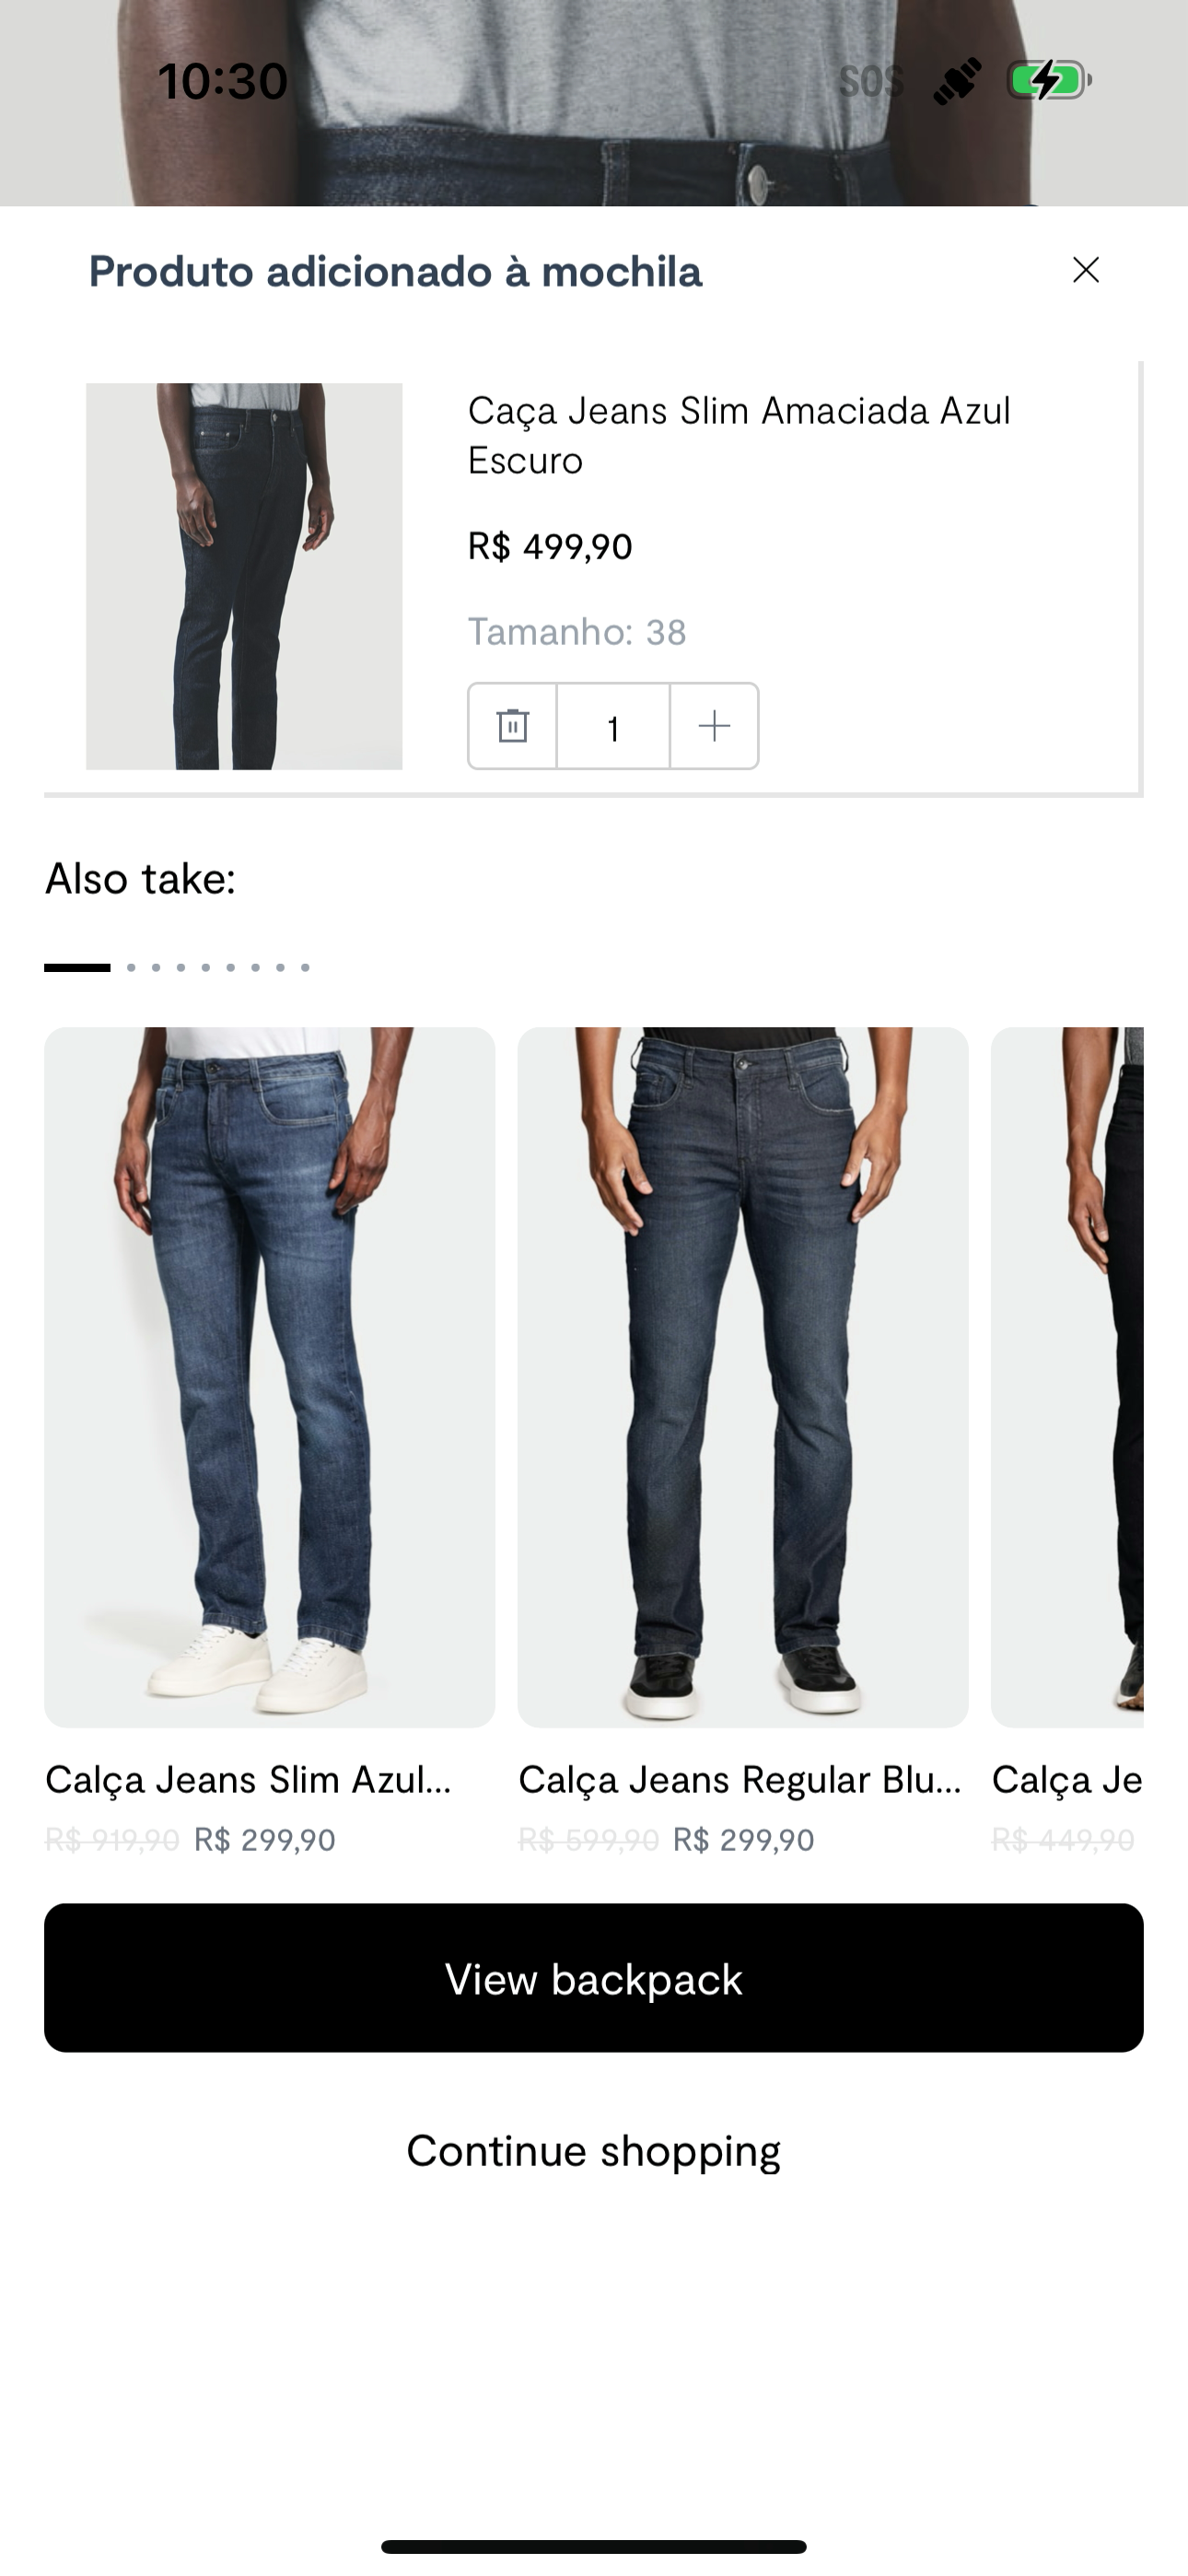 10:30
SOS
Produto adicionado à mochila
Caça Jeans Slim Amaciada Azul
Escuro
R$ 499,90
Tamanho: 38
1
Also take:
Calça Jeans Slim Azul...
Calça Jeans Regular Blu...
Calça Je
R$ 919,90 R$ 299,90
R$ 599,90 R$ 299,90
R$ 449,90
View backpack
Continue shopping